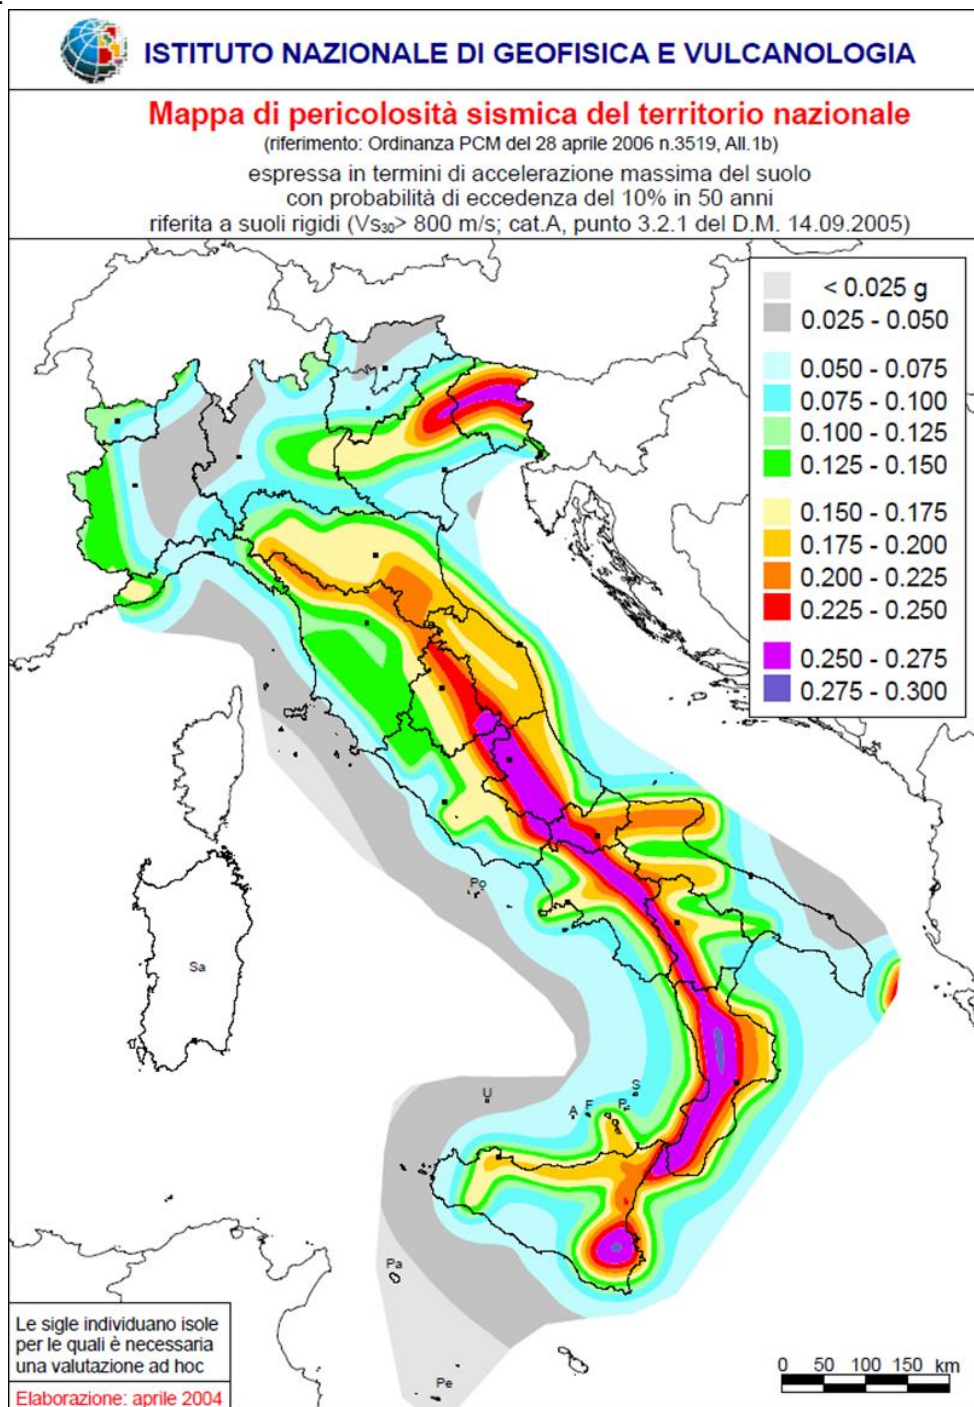 ISTITUTO NAZIONALE DI GEOFISICA E VULCANOLOGIA
Mappa di pericolosità sismica del territorio nazionale
(riferimento: Ordinanza PCM del 28 aprile 2006 n.3519, All.1b)
espressa in termini di accelerazione massima del suolo
con probabilità di eccedenza del 10% in 50 anni
riferita a suoli rigidi (Vs30> 800 m/s; cat.A, punto 3.2.1 del D.M. 14.09.2005)
< 0.025 g
0.025 - 0.050
0.050 - 0.075
0.075 - 0.100
0.100 - 0.125
0.125 - 0.150
0.150 - 0.175
0.175 - 0.200
0.200 - 0.225
0.225 - 0.250
0.250 - 0.275
0.275 - 0.300
Po
Sa
U
A
F
P
S
Pa
Pe
Le sigle individuano isole
per le quali è necessaria
una valutazione ad hoc
Elaborazione: aprile 2004
0 50 100 150 km